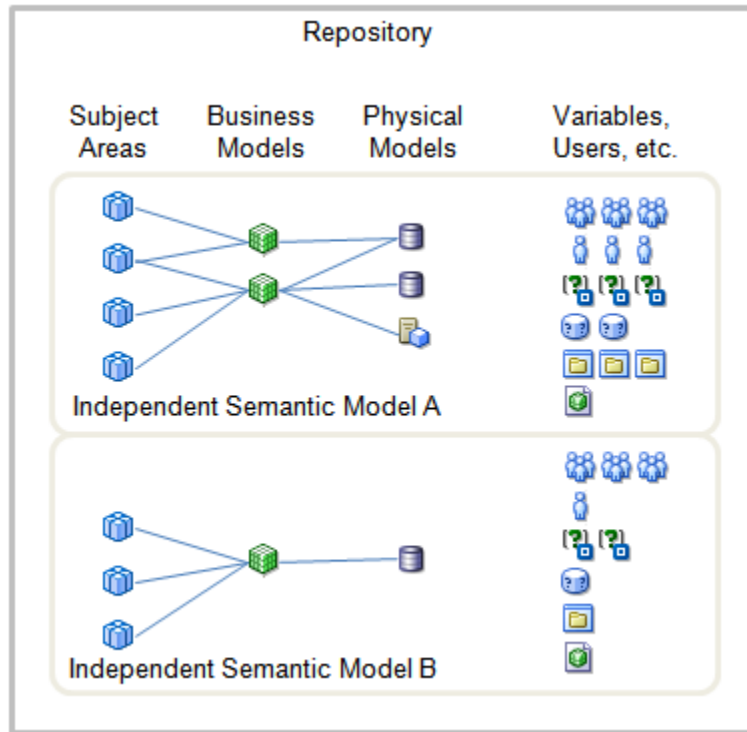 Repository
Subject Areas
Business Models
Physical Models
Variables, Users, etc.
Independent Semantic Model A
Independent Semantic Model B